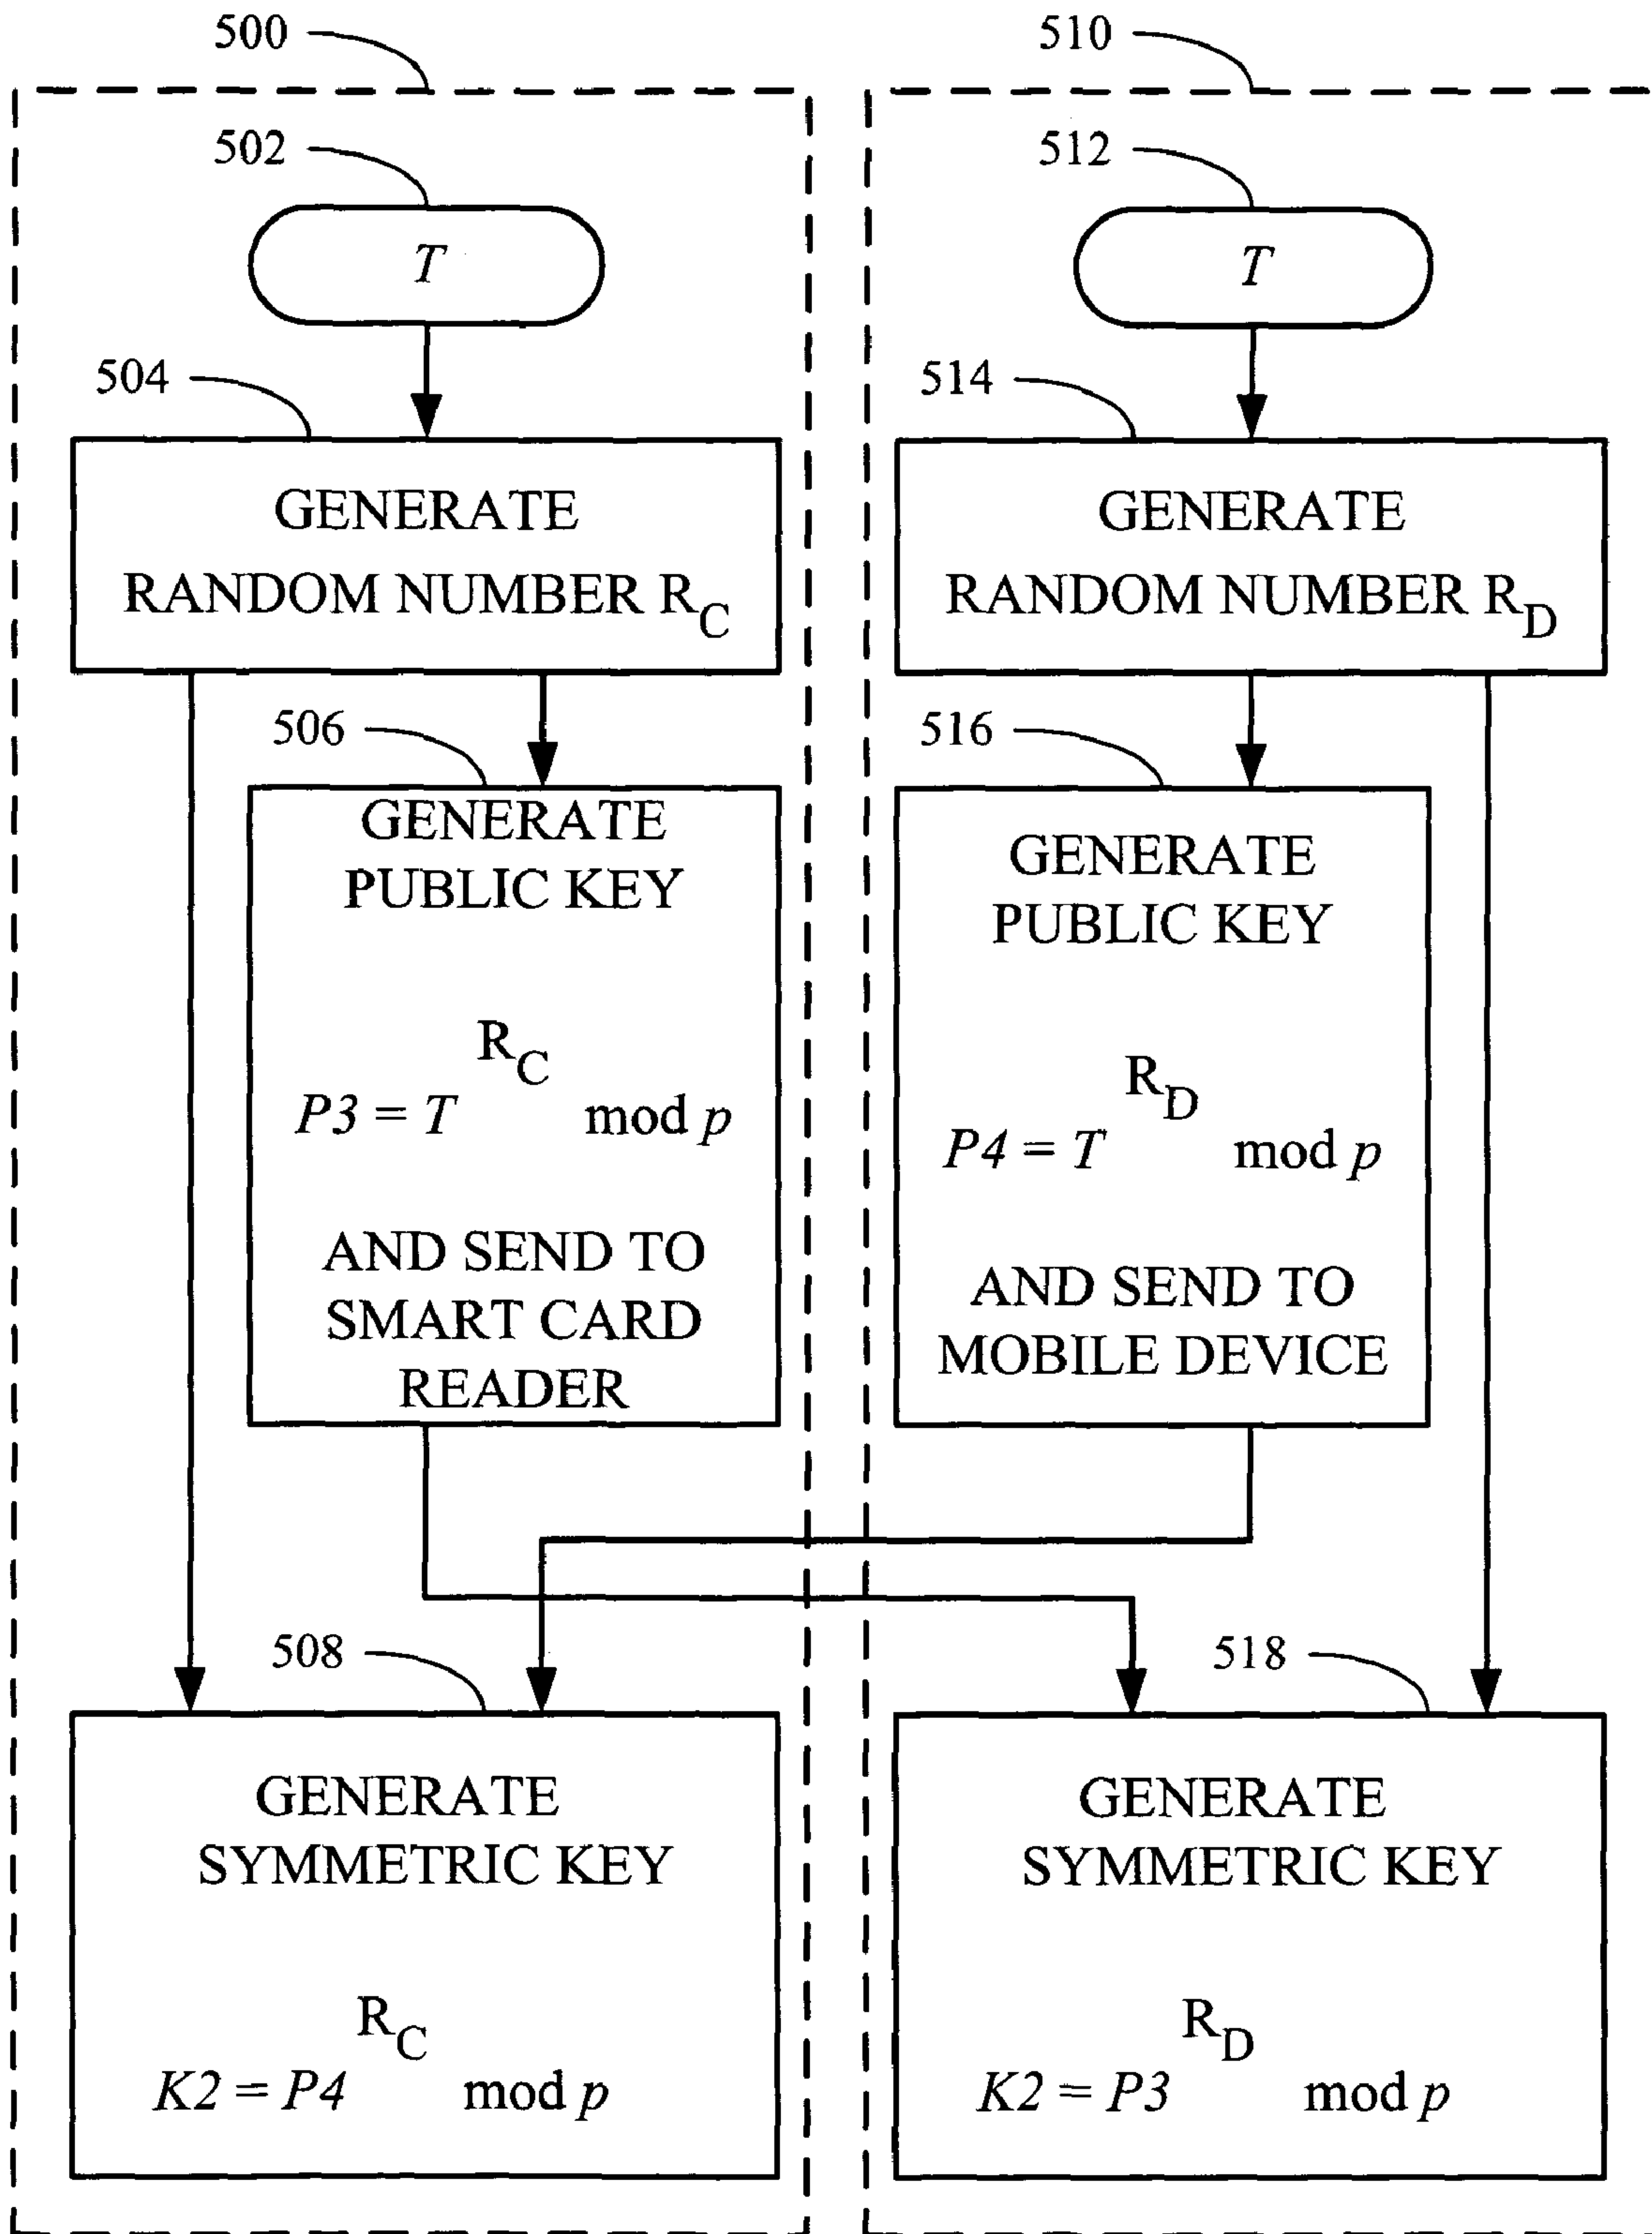 500
502
T
504
GENERATE
RANDOM NUMBER R_C
506
GENERATE
PUBLIC KEY
R_C
P3 = T mod p
AND SEND TO
SMART CARD
READER
508
GENERATE
SYMMETRIC KEY
R_C
K2 = P4 mod p
510
512
T
514
GENERATE
RANDOM NUMBER R_D
516
GENERATE
PUBLIC KEY
R_D
P4 = T mod p
AND SEND TO
MOBILE DEVICE
518
GENERATE
SYMMETRIC KEY
R_D
K2 = P3 mod p